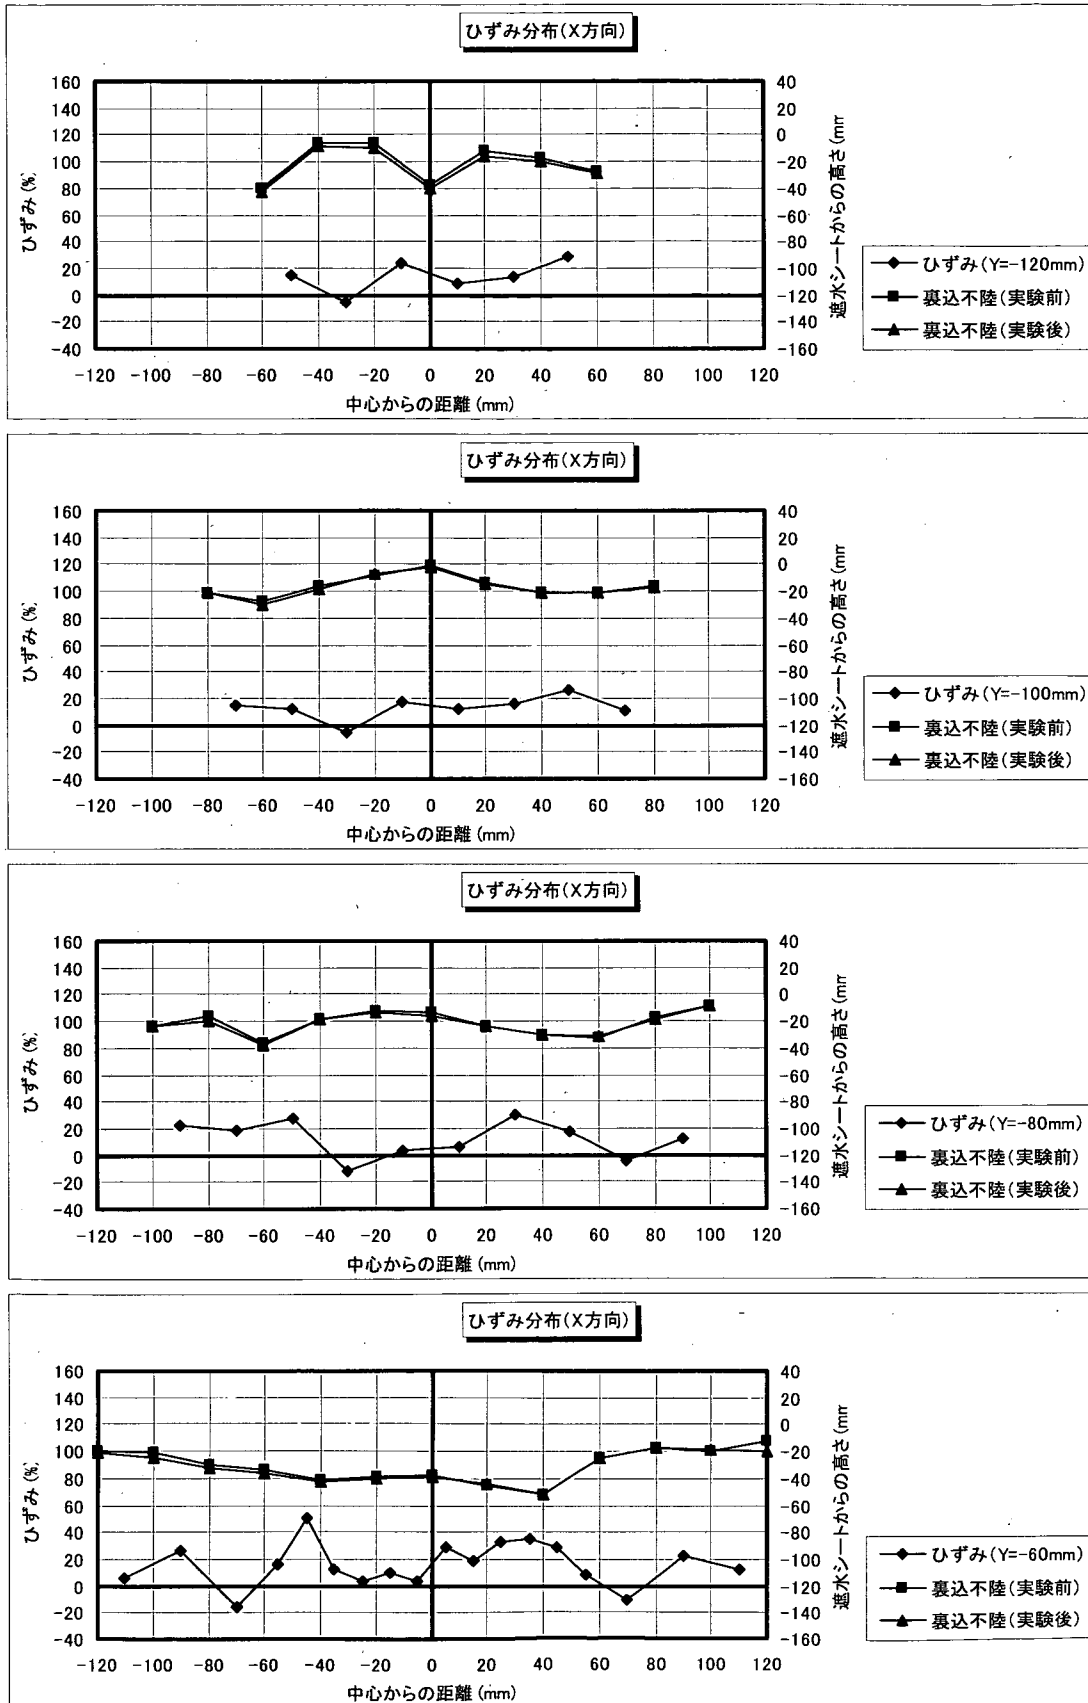 ひずみ分布(X方向)
160 140 120 100 80 60 40 20 0 -20 -40
ひずみ(%)
40 20 0 -20 -40 -60 -80 -100 -120 -140 -160
遮水シートからの高さ(mm
-120 -100 -80 -60 -40 -20 0 20 40 60 80 100 120
中心からの距離(mm)
ひずみ(Y=-120mm)
裏込不陸(実験前)
裏込不陸(実験後)
ひずみ分布(X方向)
160 140 120 100 80 60 40 20 0 -20 -40
ひずみ(%)
40 20 0 -20 -40 -60 -80 -100 -120 -140 -160
遮水シートからの高さ(mm
-120 -100 -80 -60 -40 -20 0 20 40 60 80 100 120
中心からの距離(mm)
ひずみ(Y=-100mm)
裏込不陸(実験前)
裏込不陸(実験後)
ひずみ分布(X方向)
160 140 120 100 80 60 40 20 0 -20 -40
ひずみ(%)
40 20 0 -20 -40 -60 -80 -100 -120 -140 -160
遮水シートからの高さ(mm
-120 -100 -80 -60 -40 -20 0 20 40 60 80 100 120
中心からの距離(mm)
ひずみ(Y=-80mm)
裏込不陸(実験前)
裏込不陸(実験後)
ひずみ分布(X方向)
160 140 120 100 80 60 40 20 0 -20 -40
ひずみ(%)
40 20 0 -20 -40 -60 -80 -100 -120 -140 -160
遮水シートからの高さ(mm
-120 -100 -80 -60 -40 -20 0 20 40 60 80 100 120
中心からの距離(mm)
ひずみ(Y=-60mm)
裏込不陸(実験前)
裏込不陸(実験後)